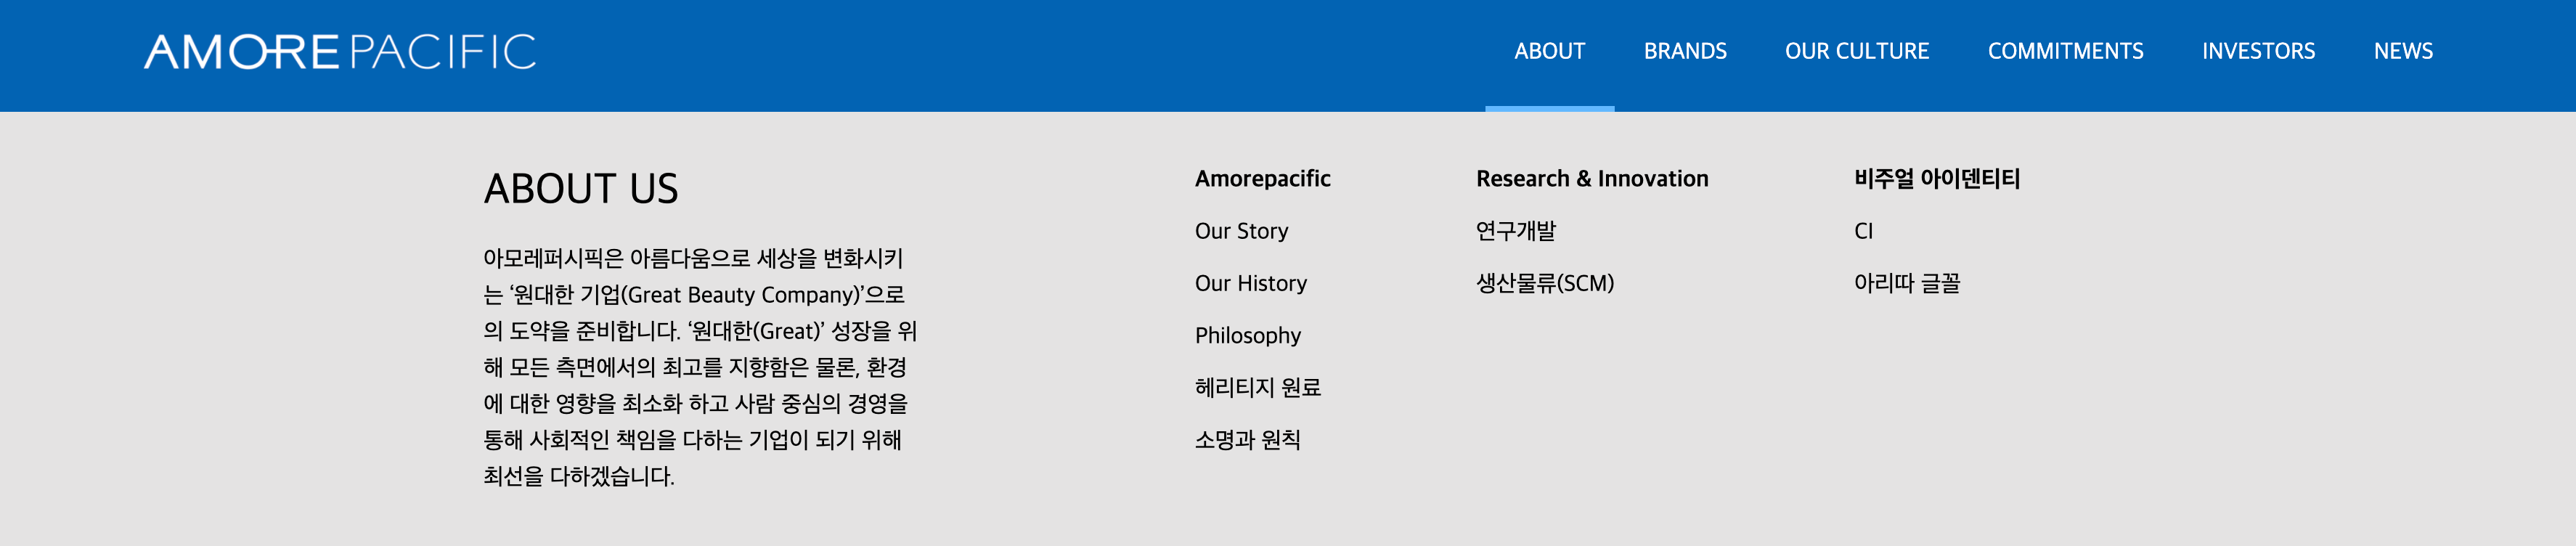 AMOREPACIFIC
ABOUT
BRANDS
OUR CULTURE
COMMITMENTS
INVESTORS
NEWS
ABOUT US
아모레퍼시픽은 아름다움으로 세상을 변화시키
는 ‘원대한 기업(Great Beauty Company)’으로
의 도약을 준비합니다. ‘원대한(Great)’ 성장을 위
해 모든 측면에서의 최고를 지향함은 물론, 환경
에 대한 영향을 최소화 하고 사람 중심의 경영을
통해 사회적인 책임을 다하는 기업이 되기 위해
최선을 다하겠습니다.
Amorepacific
Our Story
Our History
Philosophy
헤리티지 원료
소명과 원칙
Research & Innovation
연구개발
생산물류(SCM)
비주얼 아이덴티티
CI
아리따 글꼴